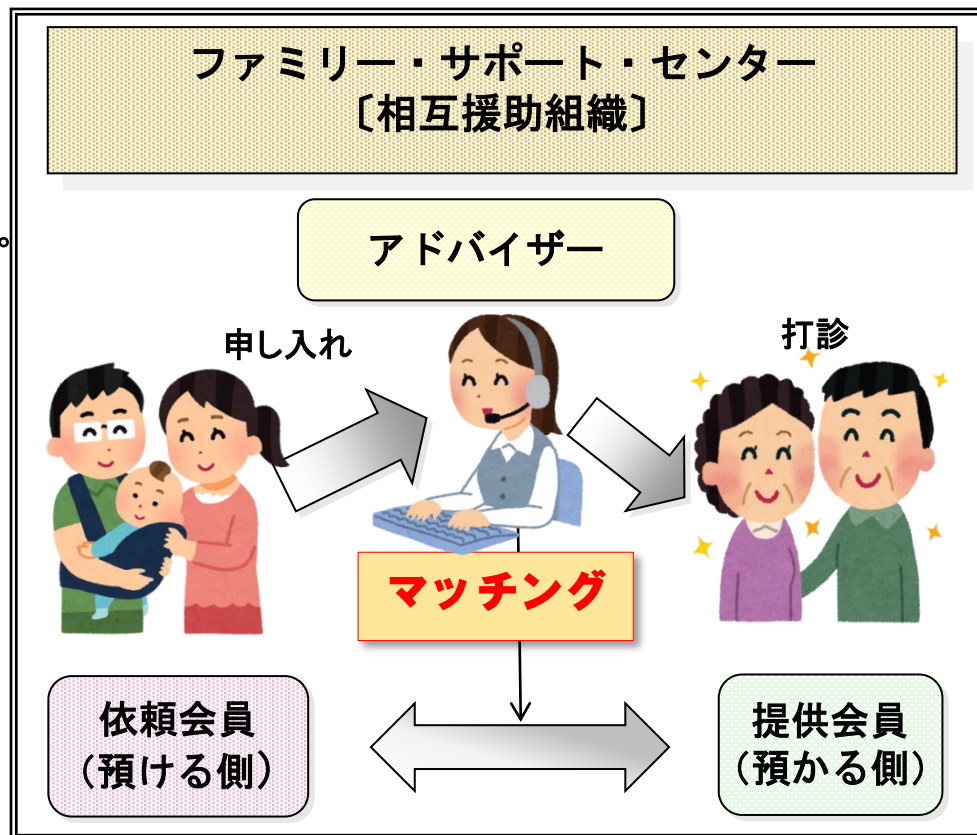 ファミリー・サポート・センター
〔相互援助組織〕
。
アドバイザー
申し入れ
打診
マッチング
依頼会員
（預ける側）
提供会員
（預かる側）